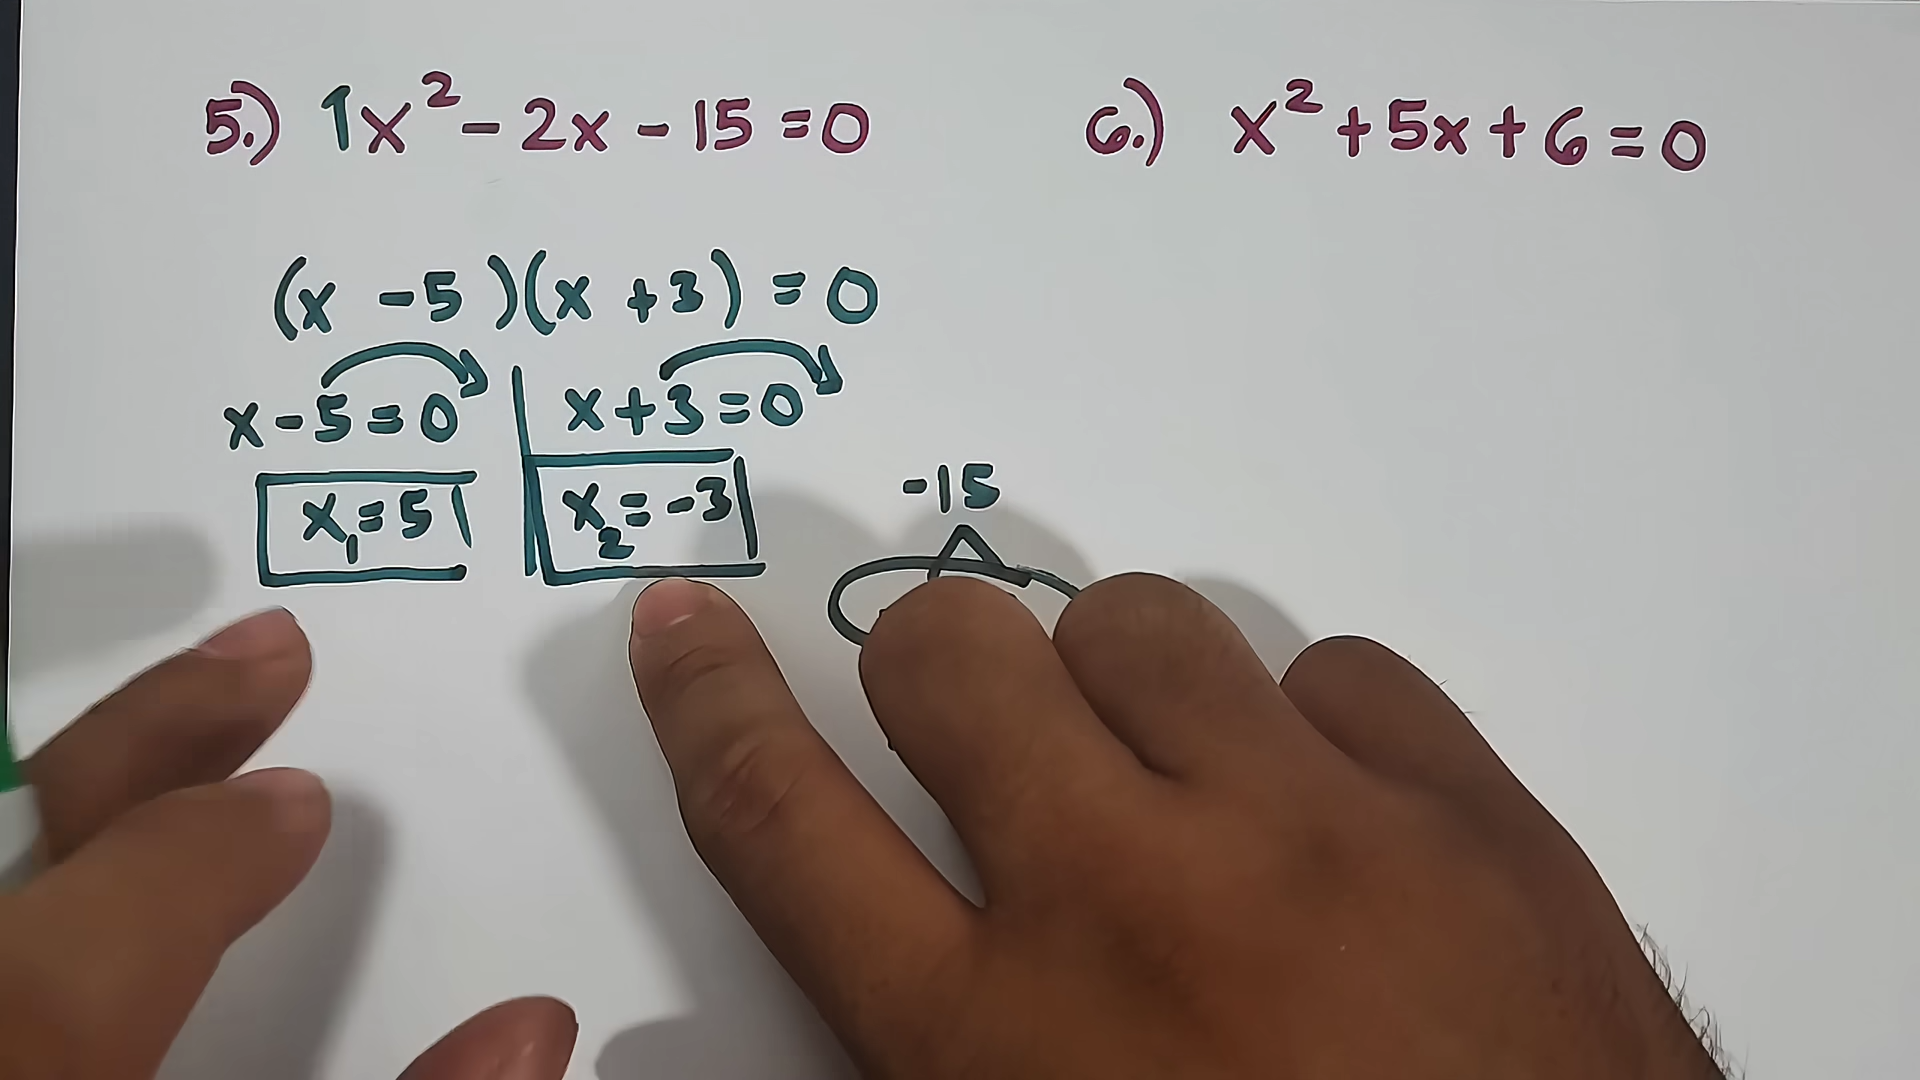 5.) 1x² - 2x - 15 = 0
(x - 5)(x + 3) = 0
x - 5 = 0
x + 3 = 0
x₁ = 5
x₂ = -3
-15
6.) x² + 5x + 6 = 0